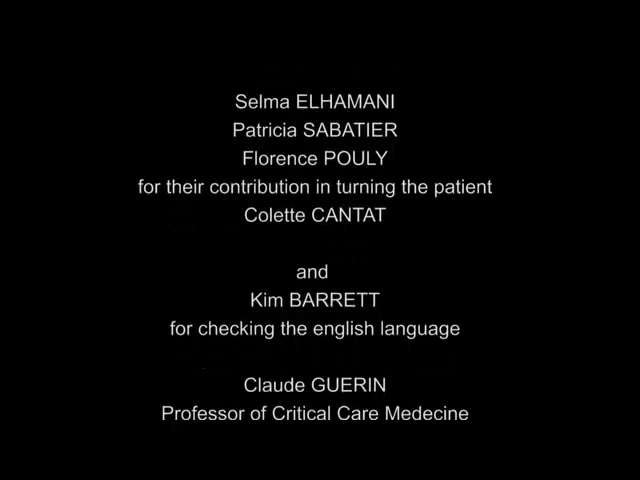 Selma ELHAMANI
Patricia SABATIER
Florence POULY
for their contribution in turning the patient
Colette CANTAT
and
Kim BARRETT
for checking the english language
Claude GUERIN
Professor of Critical Care Medecine